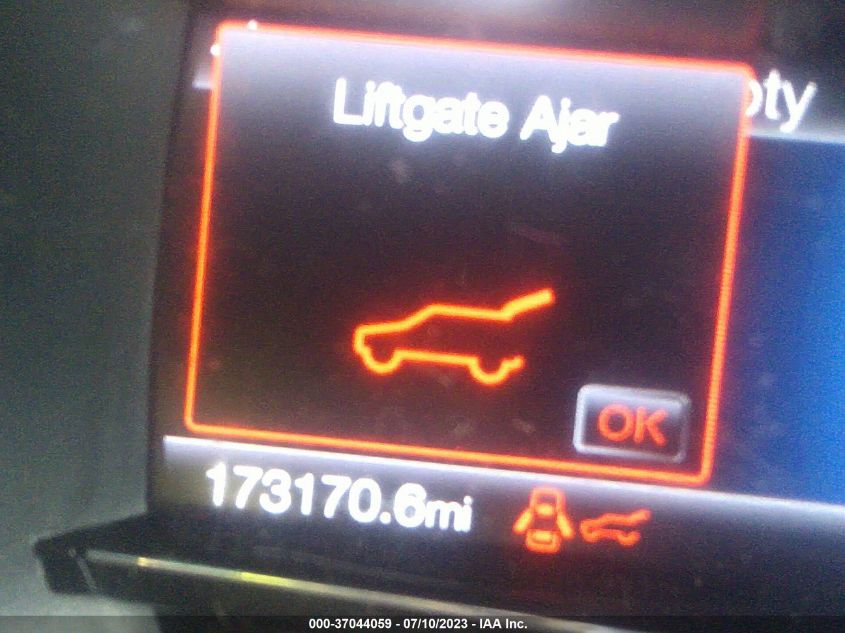 Liftgate Ajar
OK
173170.6mi
000-37044059 - 07/10/2023 - IAA Inc.